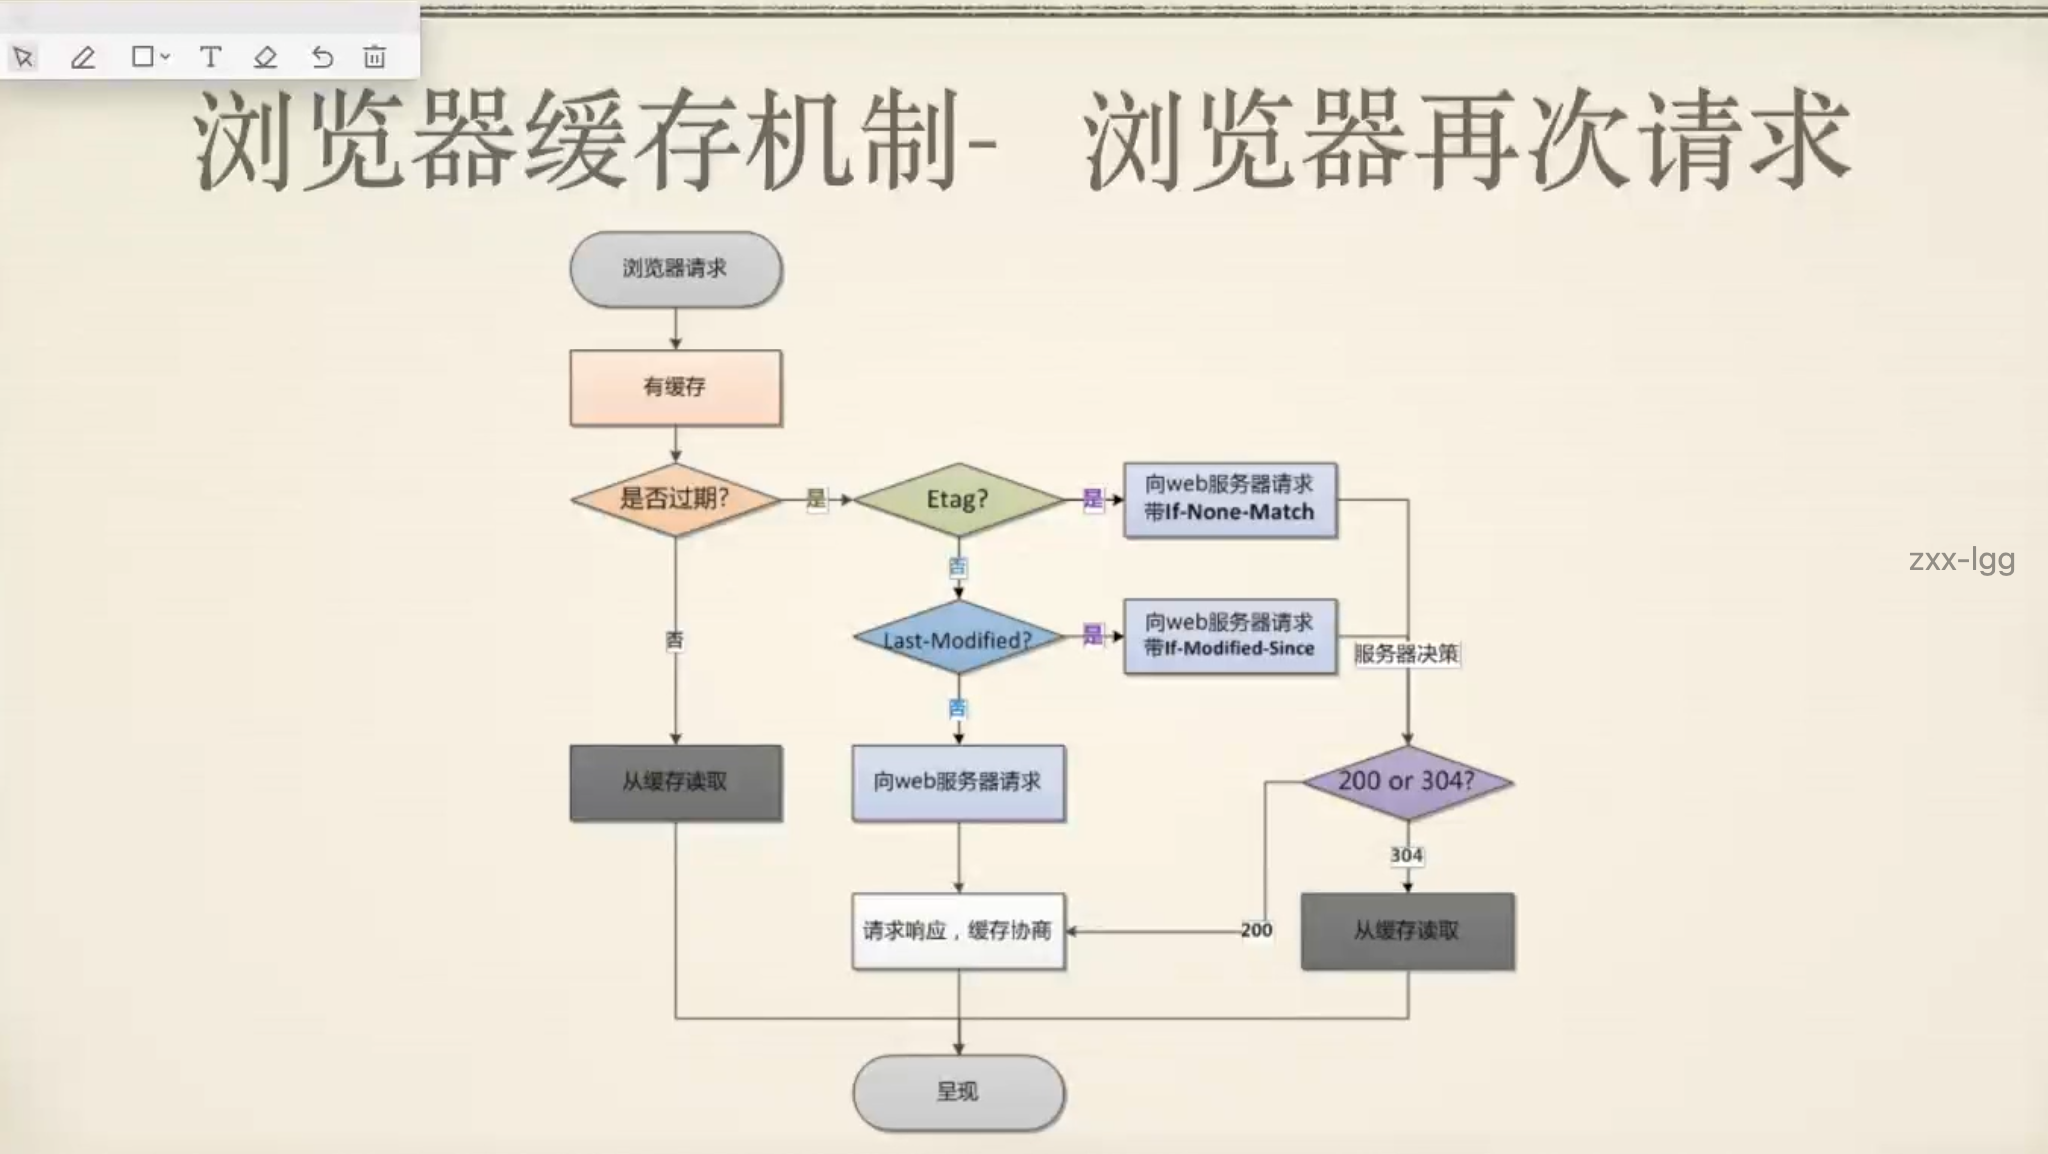 浏览器缓存机制- 浏览器再次请求
浏览器请求
有缓存
是否过期?
是
Etag?
是
向web服务器请求
带If-None-Match
否
否
Last-Modified?
是
向web服务器请求
带If-Modified-Since
服务器决策
否
从缓存读取
向web服务器请求
200 or 304?
304
请求响应，缓存协商
200
从缓存读取
呈现
zxx-lgg